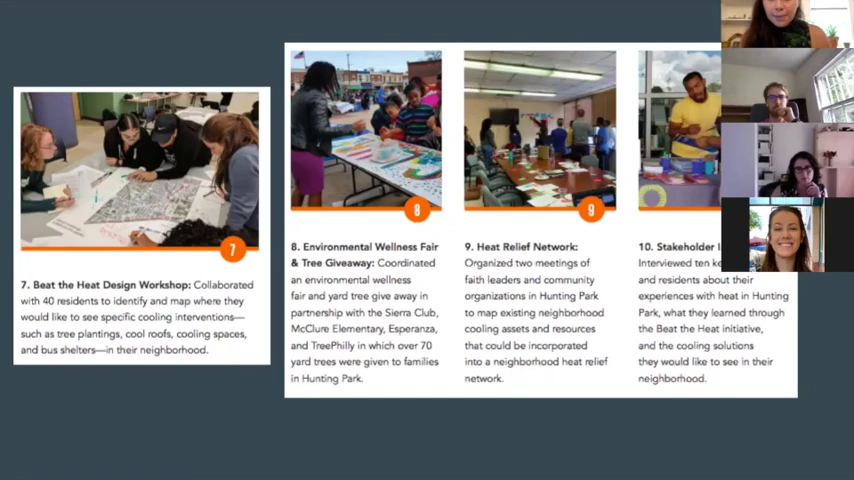 7
7. Beat the Heat Design Workshop: Collaborated
with 40 residents to identify and map where they
would like to see specific cooling interventions—
such as tree plantings, cool roofs, cooling spaces,
and bus shelters—in their neighborhood.
8
8. Environmental Wellness Fair
& Tree Giveaway: Coordinated
an environmental wellness
fair and yard tree give away in
partnership with the Sierra Club,
McClure Elementary, Esperanza,
and TreePhilly in which over 70
yard trees were given to families
in Hunting Park.
9
9. Heat Relief Network:
Organized two meetings of
faith leaders and community
organizations in Hunting Park
to map existing neighborhood
cooling assets and resources
that could be incorporated
into a neighborhood heat relief
network.
10. Stakeholder
Interviewed ten
and residents about their
experiences with heat in Hunting
Park, what they learned through
the Beat the Heat initiative,
and the cooling solutions
they would like to see in their
neighborhood.